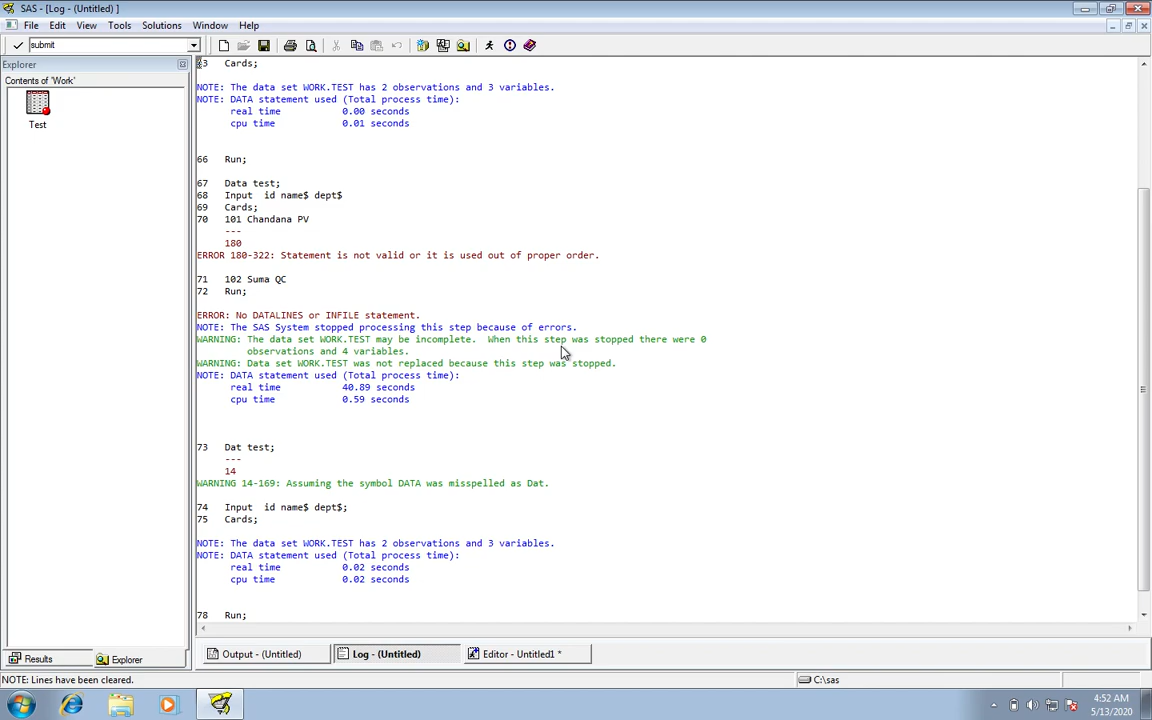 SAS - [Log - (Untitled) ]
File Edit View Tools Solutions Window Help
submit
Explorer
Contents of 'Work'
Test
3 Cards;
NOTE: The data set WORK.TEST has 2 observations and 3 variables.
NOTE: DATA statement used (Total process time):
real time 0.00 seconds
cpu time 0.01 seconds
66 Run;
67 Data test;
68 Input id name$ dept$
69 Cards;
70 101 Chandana PV
---
180
ERROR 180-322: Statement is not valid or it is used out of proper order.
71 102 Suma QC
72 Run;
ERROR: No DATALINES or INFILE statement.
NOTE: The SAS System stopped processing this step because of errors.
WARNING: The data set WORK.TEST may be incomplete. When this step was stopped there were 0
observations and 4 variables.
WARNING: Data set WORK.TEST was not replaced because this step was stopped.
NOTE: DATA statement used (Total process time):
real time 40.89 seconds
cpu time 0.59 seconds
73 Dat test;
---
14
WARNING 14-169: Assuming the symbol DATA was misspelled as Dat.
74 Input id name$ dept$;
75 Cards;
NOTE: The data set WORK.TEST has 2 observations and 3 variables.
NOTE: DATA statement used (Total process time):
real time 0.02 seconds
cpu time 0.02 seconds
78 Run;
Results Explorer
Output - (Untitled) Log - (Untitled) Editor - Untitled1 *
NOTE: Lines have been cleared.
C:\sas
4:52 AM
5/13/2020